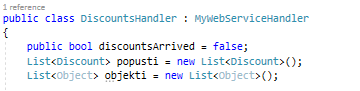 1 reference
public class DiscountsHandler : MyWebServiceHandler
{
public bool discountsArrived = false;
List<Discount> popusti = new List<Discount>();
List<Object> objekti = new List<Object>();